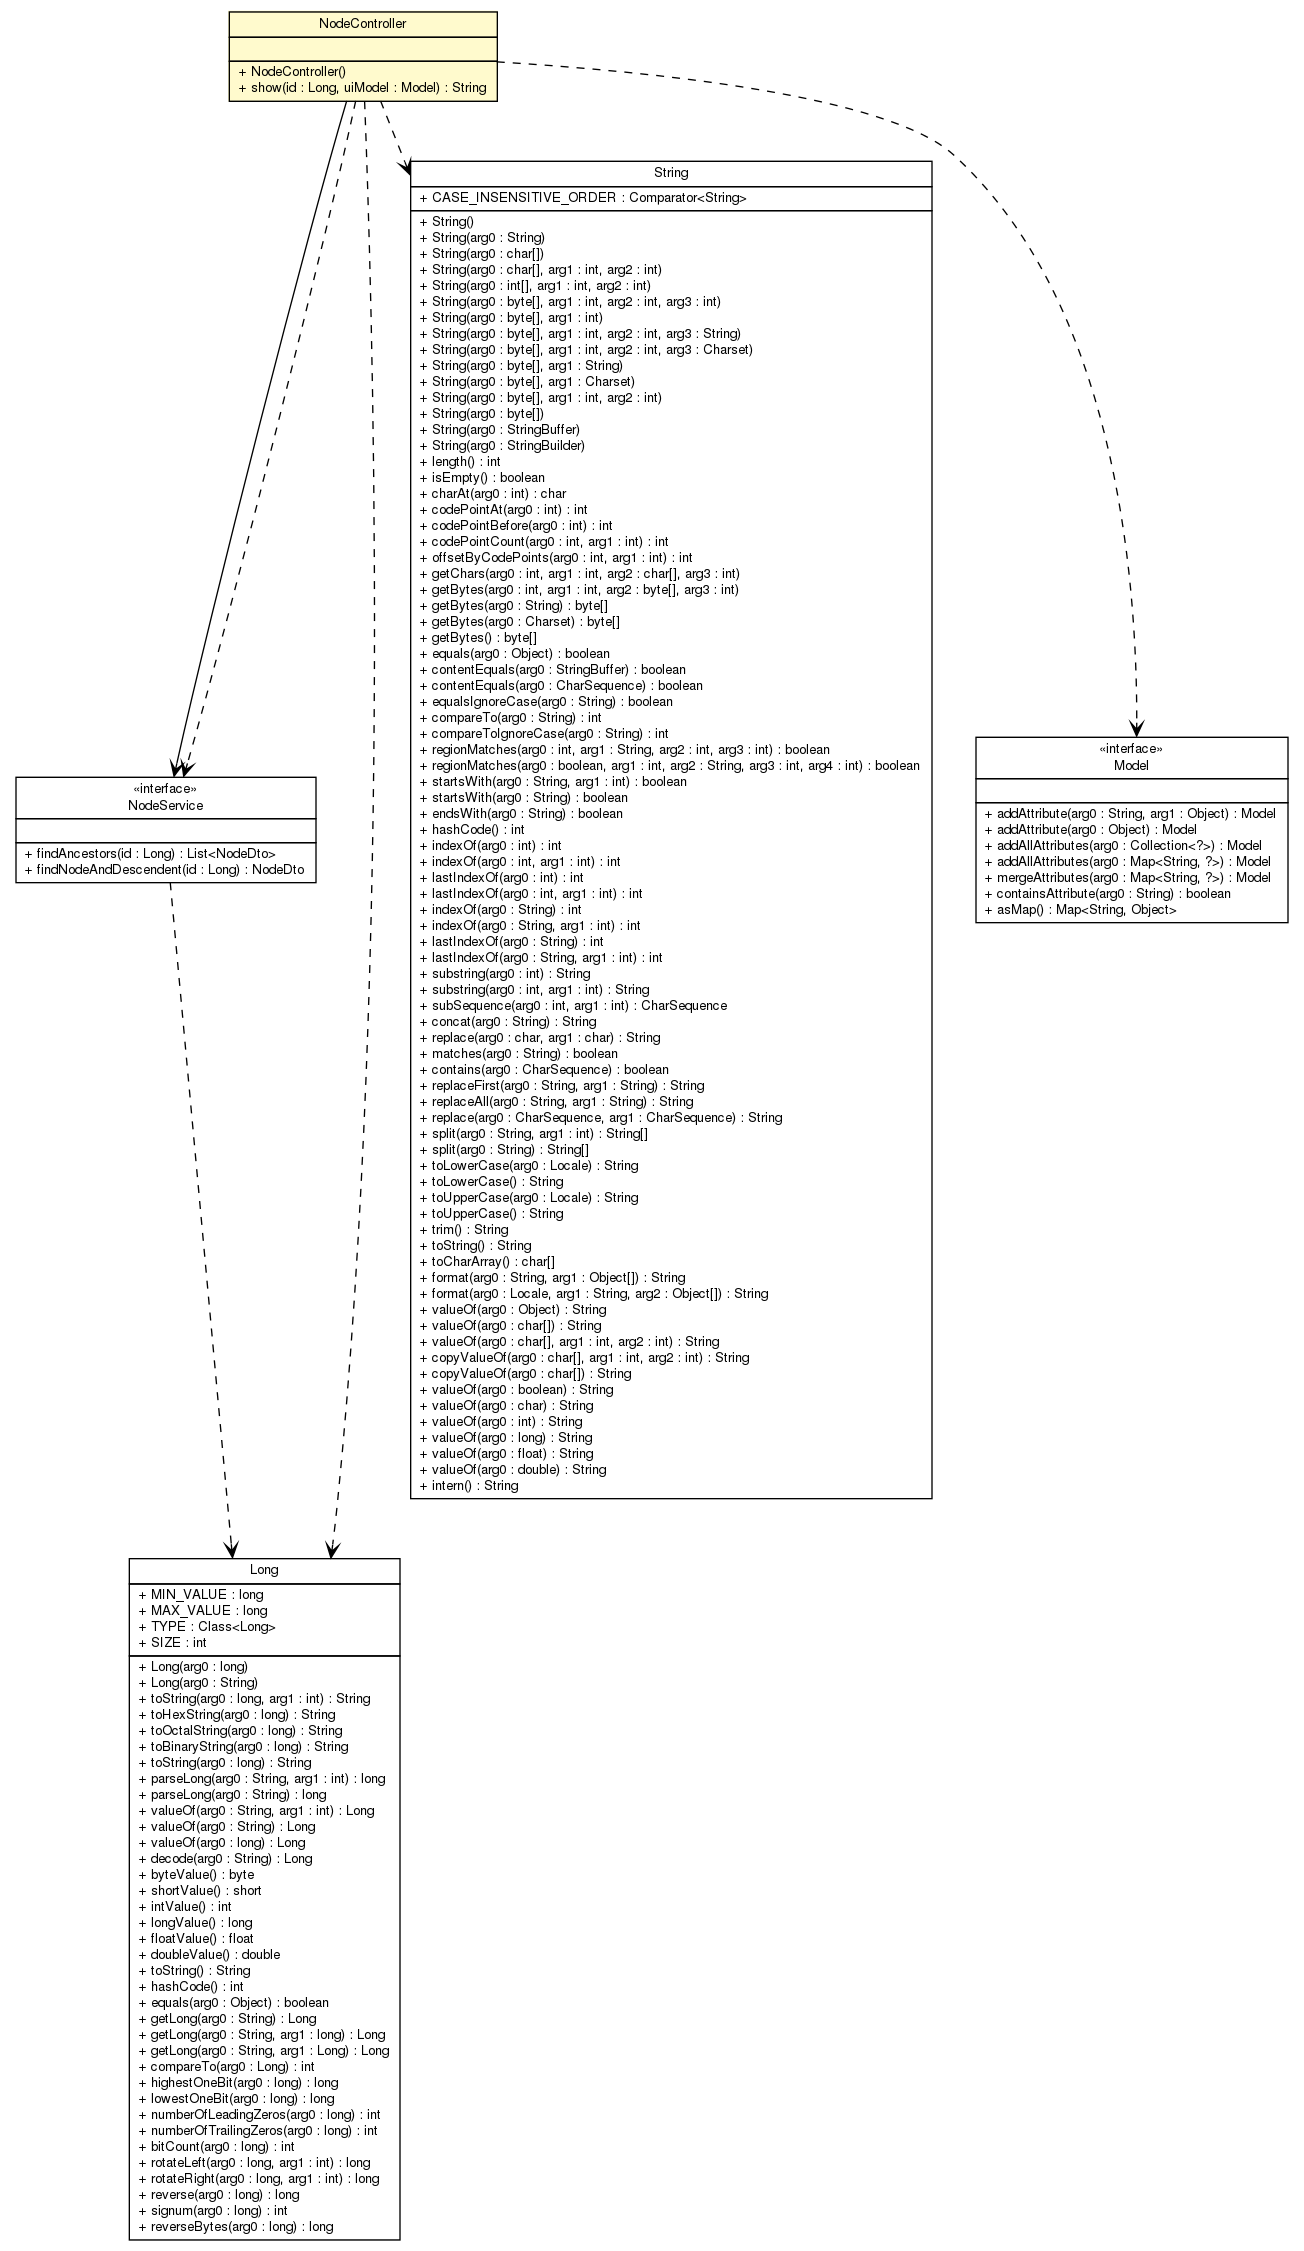 NodeController
+ NodeController()
+ show(id : Long, uiModel : Model) : String
String
+ CASE_INSENSITIVE_ORDER : Comparator<String>
+ String()
+ String(arg0 : String)
+ String(arg0 : char[])
+ String(arg0 : char[], arg1 : int, arg2 : int)
+ String(arg0 : int[], arg1 : int, arg2 : int)
+ String(arg0 : byte[], arg1 : int, arg2 : int, arg3 : int)
+ String(arg0 : byte[], arg1 : int)
+ String(arg0 : byte[], arg1 : int, arg2 : int, arg3 : String)
+ String(arg0 : byte[], arg1 : int, arg2 : int, arg3 : Charset)
+ String(arg0 : byte[], arg1 : String)
+ String(arg0 : byte[], arg1 : Charset)
+ String(arg0 : byte[], arg1 : int, arg2 : int)
+ String(arg0 : byte[])
+ String(arg0 : StringBuffer)
+ String(arg0 : StringBuilder)
+ length() : int
+ isEmpty() : boolean
+ charAt(arg0 : int) : char
+ codePointAt(arg0 : int) : int
+ codePointBefore(arg0 : int) : int
+ codePointCount(arg0 : int, arg1 : int) : int
+ offsetByCodePoints(arg0 : int, arg1 : int) : int
+ getChars(arg0 : int, arg1 : int, arg2 : char[], arg3 : int)
+ getBytes(arg0 : int, arg1 : int, arg2 : byte[], arg3 : int)
+ getBytes(arg0 : String) : byte[]
+ getBytes(arg0 : Charset) : byte[]
+ getBytes() : byte[]
+ equals(arg0 : Object) : boolean
+ contentEquals(arg0 : StringBuffer) : boolean
+ contentEquals(arg0 : CharSequence) : boolean
+ equalsIgnoreCase(arg0 : String) : boolean
+ compareTo(arg0 : String) : int
+ compareToIgnoreCase(arg0 : String) : int
+ regionMatches(arg0 : int, arg1 : String, arg2 : int, arg3 : int) : boolean
+ regionMatches(arg0 : boolean, arg1 : int, arg2 : String, arg3 : int, arg4 : int) : boolean
+ startsWith(arg0 : String, arg1 : int) : boolean
+ startsWith(arg0 : String) : boolean
+ endsWith(arg0 : String) : boolean
+ hashCode() : int
+ indexOf(arg0 : int) : int
+ indexOf(arg0 : int, arg1 : int) : int
+ lastIndexOf(arg0 : int) : int
+ lastIndexOf(arg0 : int, arg1 : int) : int
+ indexOf(arg0 : String) : int
+ indexOf(arg0 : String, arg1 : int) : int
+ lastIndexOf(arg0 : String) : int
+ lastIndexOf(arg0 : String, arg1 : int) : int
+ substring(arg0 : int) : String
+ substring(arg0 : int, arg1 : int) : String
+ subSequence(arg0 : int, arg1 : int) : CharSequence
+ concat(arg0 : String) : String
+ replace(arg0 : char, arg1 : char) : String
+ matches(arg0 : String) : boolean
+ contains(arg0 : CharSequence) : boolean
+ replaceFirst(arg0 : String, arg1 : String) : String
+ replaceAll(arg0 : String, arg1 : String) : String
+ replace(arg0 : CharSequence, arg1 : CharSequence) : String
+ split(arg0 : String, arg1 : int) : String[]
+ split(arg0 : String) : String[]
+ toLowerCase(arg0 : Locale) : String
+ toLowerCase() : String
+ toUpperCase(arg0 : Locale) : String
+ toUpperCase() : String
+ trim() : String
+ toString() : String
+ toCharArray() : char[]
+ format(arg0 : String, arg1 : Object[]) : String
+ format(arg0 : Locale, arg1 : String, arg2 : Object[]) : String
+ valueOf(arg0 : Object) : String
+ valueOf(arg0 : char[]) : String
+ valueOf(arg0 : char[], arg1 : int, arg2 : int) : String
+ copyValueOf(arg0 : char[], arg1 : int, arg2 : int) : String
+ copyValueOf(arg0 : char[]) : String
+ valueOf(arg0 : boolean) : String
+ valueOf(arg0 : char) : String
+ valueOf(arg0 : int) : String
+ valueOf(arg0 : long) : String
+ valueOf(arg0 : float) : String
+ valueOf(arg0 : double) : String
+ intern() : String
«interface»
Model
+ addAttribute(arg0 : String, arg1 : Object) : Model
+ addAttribute(arg0 : Object) : Model
+ addAllAttributes(arg0 : Collection<?>) : Model
+ addAllAttributes(arg0 : Map<String, ?>) : Model
+ mergeAttributes(arg0 : Map<String, ?>) : Model
+ containsAttribute(arg0 : String) : boolean
+ asMap() : Map<String, Object>
«interface»
NodeService
+ findAncestors(id : Long) : List<NodeDto>
+ findNodeAndDescendent(id : Long) : NodeDto
Long
+ MIN_VALUE : long
+ MAX_VALUE : long
+ TYPE : Class<Long>
+ SIZE : int
+ Long(arg0 : long)
+ Long(arg0 : String)
+ toString(arg0 : long, arg1 : int) : String
+ toHexString(arg0 : long) : String
+ toOctalString(arg0 : long) : String
+ toBinaryString(arg0 : long) : String
+ toString(arg0 : long) : String
+ parseLong(arg0 : String, arg1 : int) : long
+ parseLong(arg0 : String) : long
+ valueOf(arg0 : String, arg1 : int) : Long
+ valueOf(arg0 : String) : Long
+ valueOf(arg0 : long) : Long
+ decode(arg0 : String) : Long
+ byteValue() : byte
+ shortValue() : short
+ intValue() : int
+ longValue() : long
+ floatValue() : float
+ doubleValue() : double
+ toString() : String
+ hashCode() : int
+ equals(arg0 : Object) : boolean
+ getLong(arg0 : String) : Long
+ getLong(arg0 : String, arg1 : long) : Long
+ getLong(arg0 : String, arg1 : Long) : Long
+ compareTo(arg0 : Long) : int
+ highestOneBit(arg0 : long) : long
+ lowestOneBit(arg0 : long) : long
+ numberOfLeadingZeros(arg0 : long) : int
+ numberOfTrailingZeros(arg0 : long) : int
+ bitCount(arg0 : long) : int
+ rotateLeft(arg0 : long, arg1 : int) : long
+ rotateRight(arg0 : long, arg1 : int) : long
+ reverse(arg0 : long) : long
+ signum(arg0 : long) : int
+ reverseBytes(arg0 : long) : long